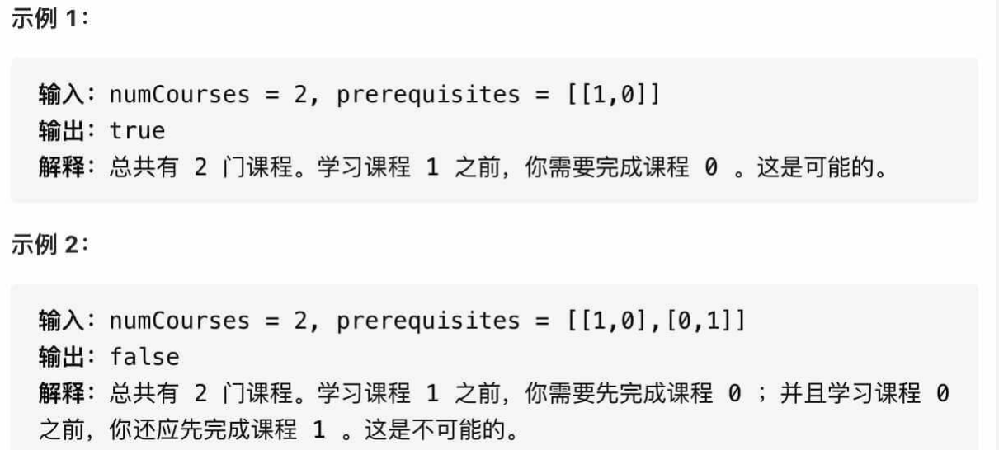 示例 1：
输入：numCourses = 2, prerequisites = [[1,0]]
输出：true
解释：总共有 2 门课程。学习课程 1 之前，你需要完成课程 0 。这是可能的。
示例 2：
输入：numCourses = 2, prerequisites = [[1,0],[0,1]]
输出：false
解释：总共有 2 门课程。学习课程 1 之前，你需要先完成课程 0 ；并且学习课程 0
之前，你还应先完成课程 1 。这是不可能的。